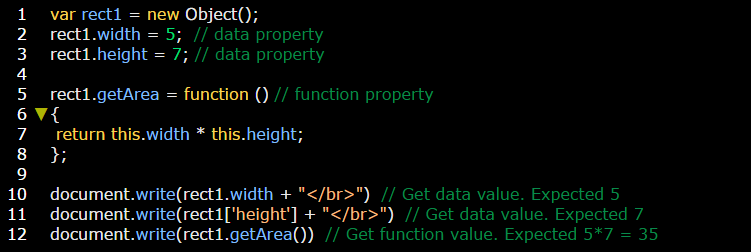 1 var rect1 = new Object();
2 rect1.width = 5;  // data property
3 rect1.height = 7; // data property
4
5 rect1.getArea = function () // function property
6 {
7  return this.width * this.height;
8 };
9
10 document.write(rect1.width + "</br>")  // Get data value. Expected 5
11 document.write(rect1['height'] + "</br>")  // Get data value. Expected 7
12 document.write(rect1.getArea())  // Get function value. Expected 5*7 = 35